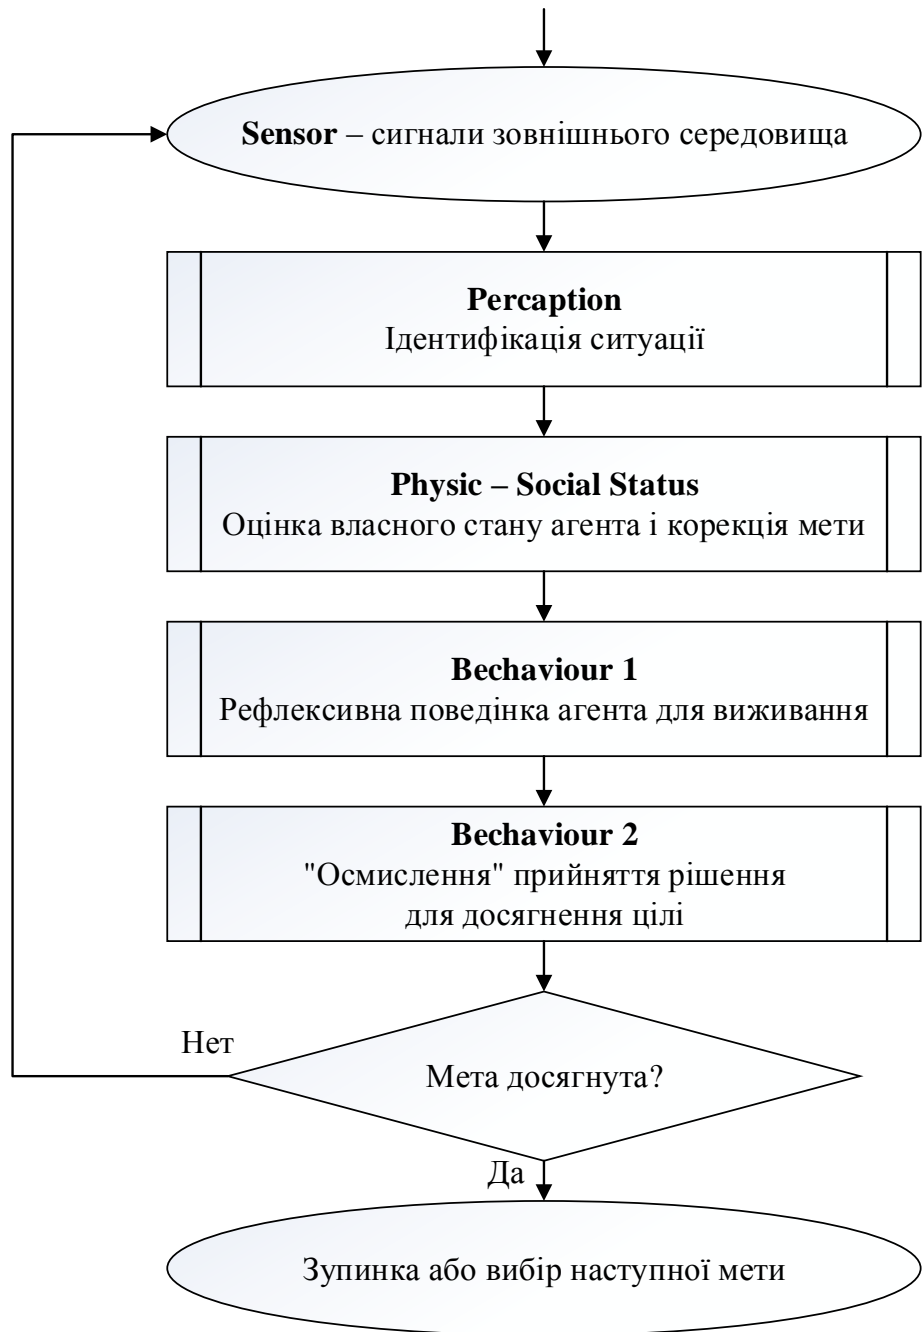 Sensor – сигнали зовнішнього середовища
Percaption
Ідентифікація ситуації
Physic – Social Status
Оцінка власного стану агента і корекція мети
Bechaviour 1
Рефлексивна поведінка агента для виживання
Bechaviour 2
"Осмислення" прийняття рішення
для досягнення цілі
Нет
Мета досягнута?
Да
Зупинка або вибір наступної мети